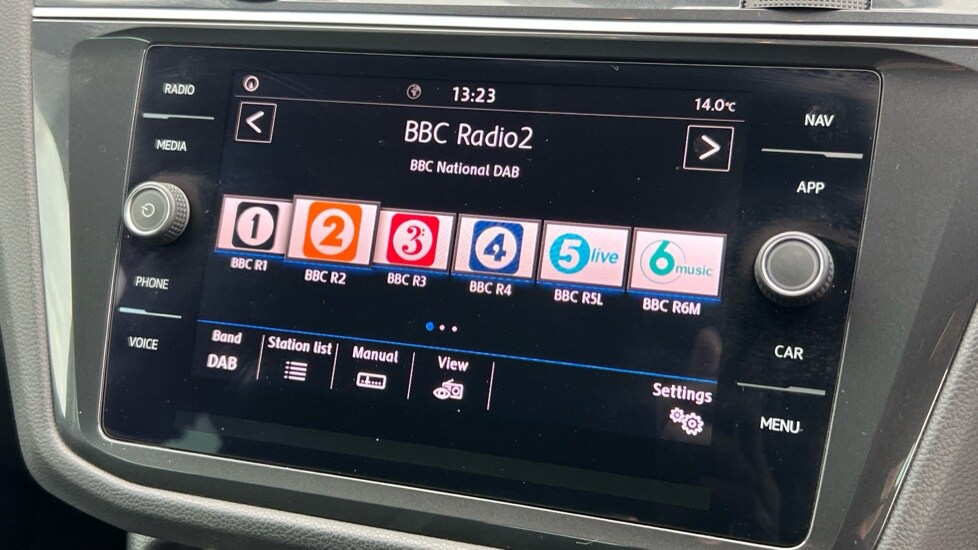 RADIO
MEDIA
PHONE
VOICE
13:23
14.0°C
BBC Radio2
BBC National DAB
1
2
3:
4
5 live
6 music
BBC R1
BBC R2
BBC R3
BBC R4
BBC R5L
BBC R6M
Band
DAB
Station list
Manual
View
Settings
NAV
APP
CAR
MENU